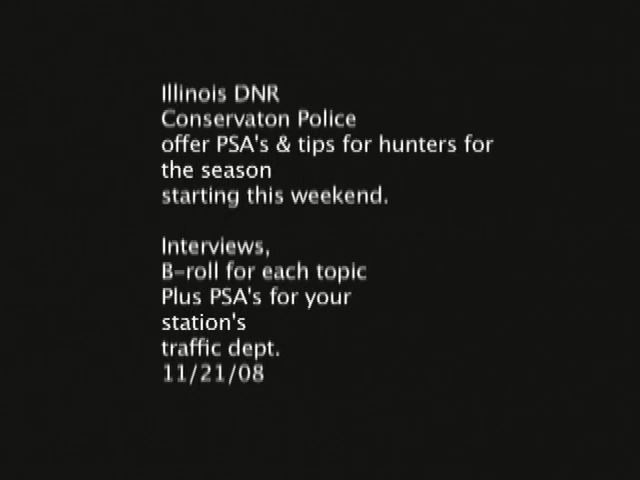 Illinois DNR
Conservaton Police
offer PSA's & tips for hunters for
the season
starting this weekend.
Interviews,
B-roll for each topic
Plus PSA's for your
station's
traffic dept.
11/21/08